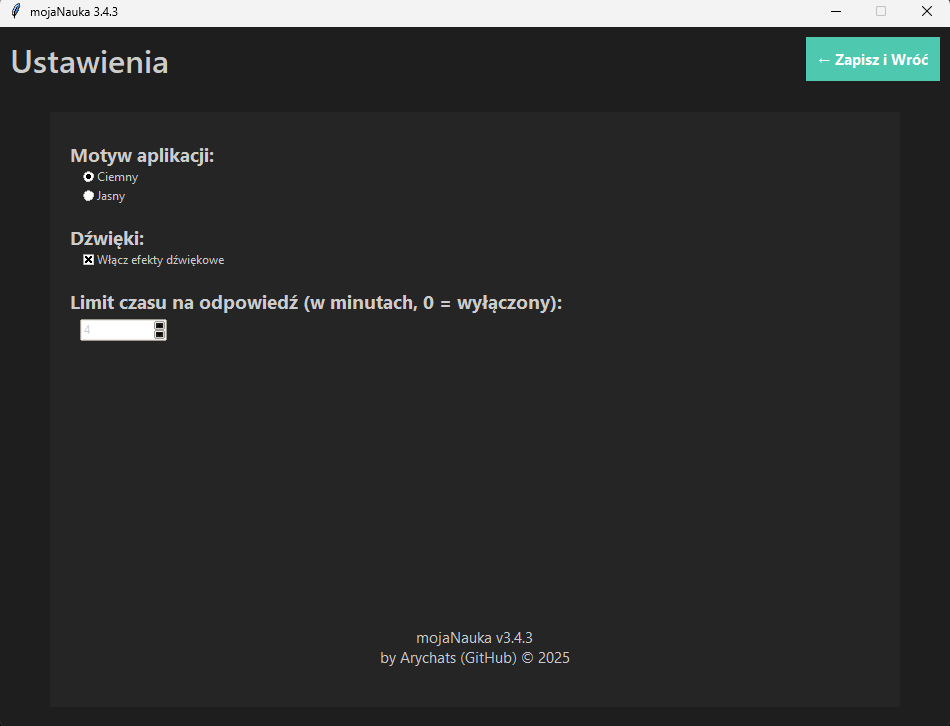 mojaNauka 3.4.3
Ustawienia
← Zapisz i Wróć
Motyw aplikacji:
Ciemny
Jasny
Dźwięki:
Włącz efekty dźwiękowe
Limit czasu na odpowiedź (w minutach, 0 = wyłączony):
4
mojaNauka v3.4.3
by Arychats (GitHub) © 2025